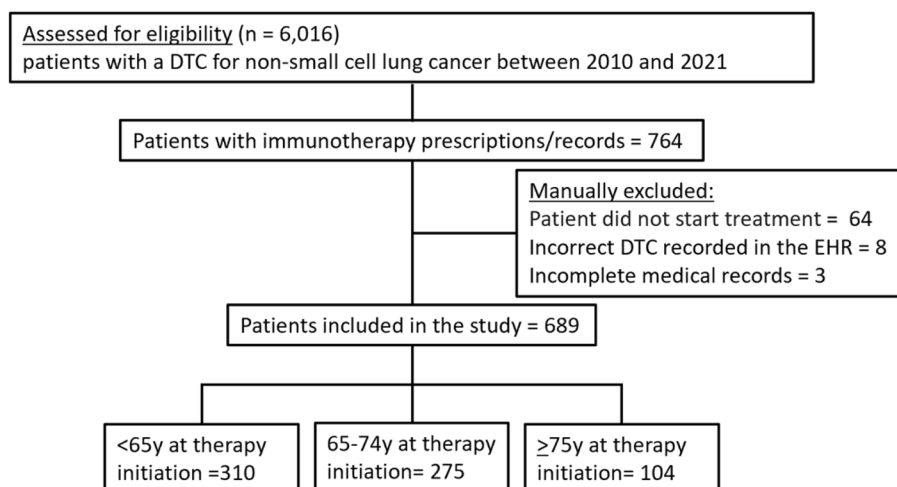 Assessed for eligibility (n = 6,016)
patients with a DTC for non-small cell lung cancer between 2010 and 2021
Patients with immunotherapy prescriptions/records = 764
Manually excluded:
Patient did not start treatment = 64
Incorrect DTC recorded in the EHR = 8
Incomplete medical records = 3
Patients included in the study = 689
<65y at therapy
initiation =310
65-74y at therapy
initiation= 275
≥75y at therapy
initiation= 104